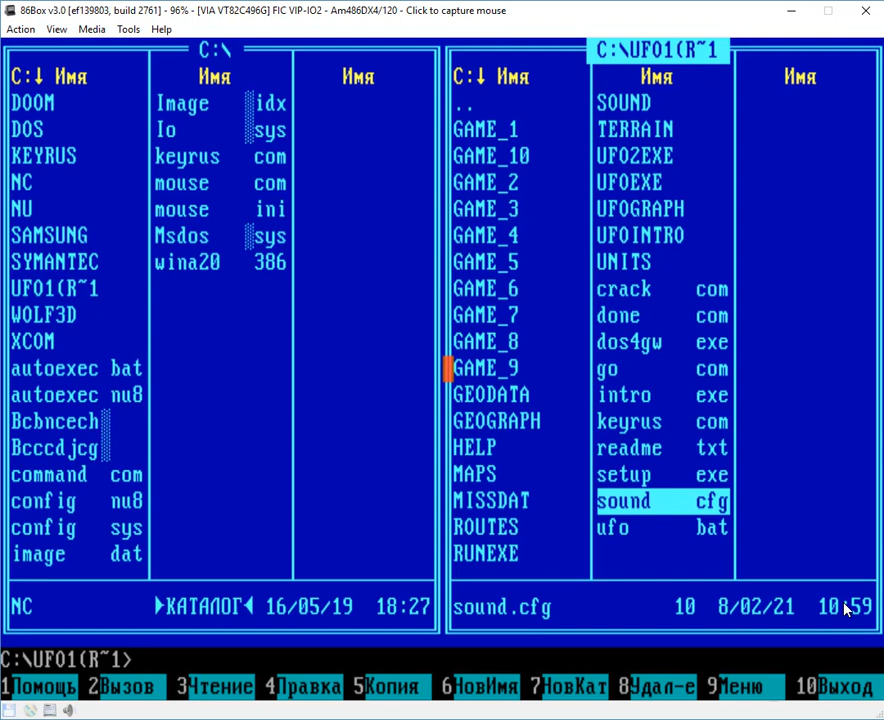 86Box v3.0 [ef139803, build 2761] - 96% - [VIA VT82C496G] FIC VIP-IO2 - Am486DX4/120 - Click to capture mouse
Action View Media Tools Help
C:\
C:↓ Имя Имя Имя
DOOM Image idx
DOS Io sys
KEYRUS keyrus com
NC mouse com
NU mouse ini
SAMSUNG Msdos sys
SYMANTEC wina20 386
UFO1(R~1
WOLF3D
XCOM
autoexec bat
autoexec nu8
Bcbncech
Bcccdjcg
command com
config nu8
config sys
image dat
NC ►КАТАЛОГ◄ 16/05/19 18:27
C:\UFO1(R~1
C:↓ Имя Имя Имя
.. SOUND
GAME_1 TERRAIN
GAME_10 UFO2EXE
GAME_2 UFOEXE
GAME_3 UFOGRAPH
GAME_4 UFOINTRO
GAME_5 UNITS
GAME_6 crack com
GAME_7 done com
GAME_8 dos4gw exe
GAME_9 go com
GEODATA intro exe
GEOGRAPH keyrus com
HELP readme txt
MAPS setup exe
MISSDAT sound cfg
ROUTES ufo bat
RUNEXE
sound.cfg 10 8/02/21 10:59
C:\UFO1(R~1>
1Помощь 2Вызов 3Чтение 4Правка 5Копия 6НовИмя 7НовКат 8Удал-е 9Меню 10Выход